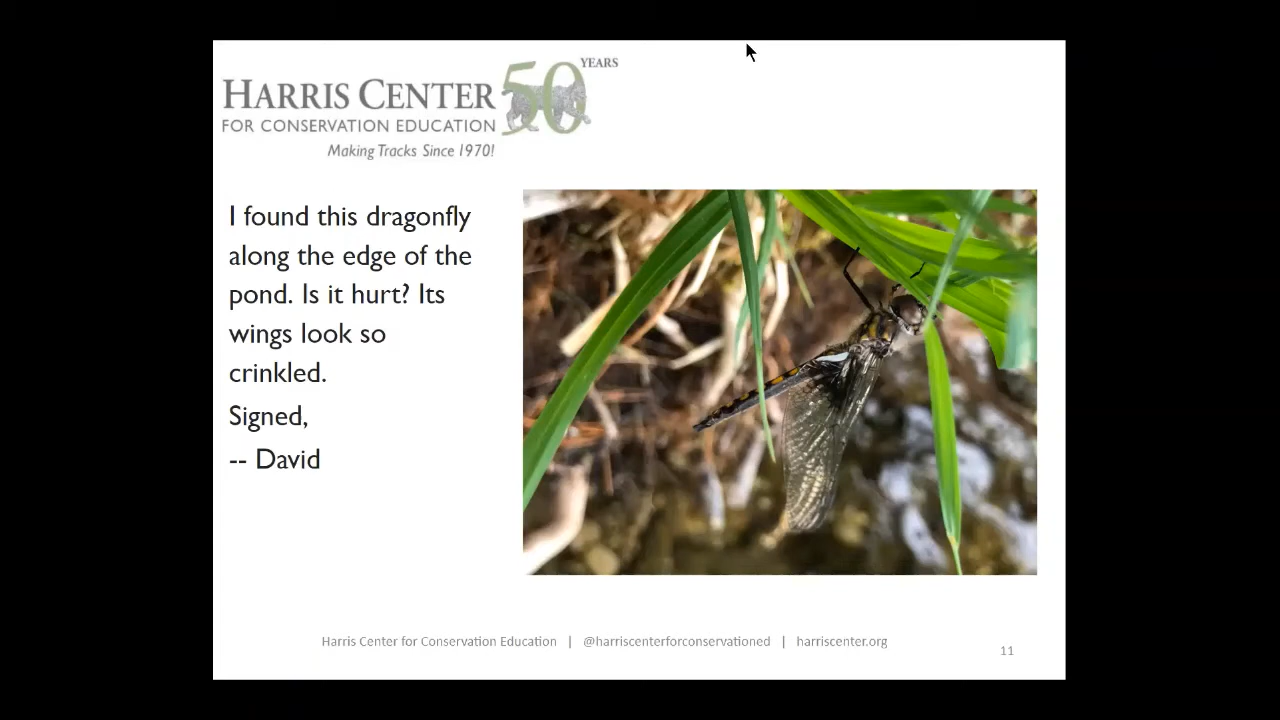 HARRIS CENTER 50 YEARS
FOR CONSERVATION EDUCATION
Making Tracks Since 1970!
I found this dragonfly
along the edge of the
pond. Is it hurt? Its
wings look so
crinkled.
Signed,
-- David
Harris Center for Conservation Education | @harriscenterforconservationed | harriscenter.org
11